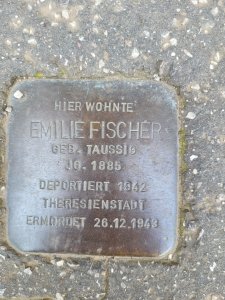 HIER WOHNTE
EMILIE FISCHER
GEB. TAUSSIG
JG. 1885
DEPORTIERT 1942
THERESIENSTADT
ERMORDET 26.12.1943